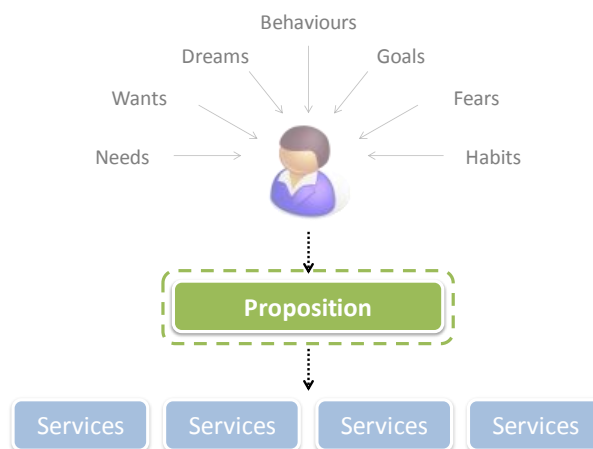 Behaviours
Dreams
Goals
Wants
Fears
Needs
Habits
Proposition
Services
Services
Services
Services